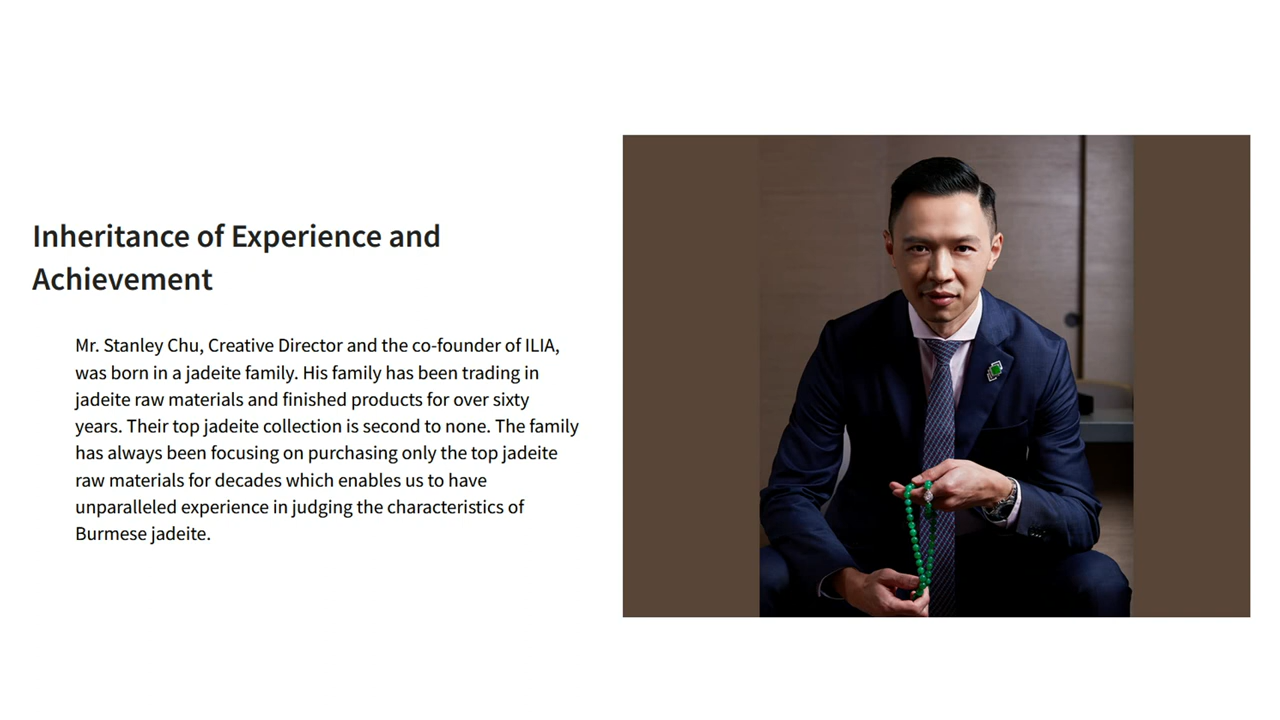 Inheritance of Experience and
Achievement
Mr. Stanley Chu, Creative Director and the co-founder of ILIA,
was born in a jadeite family. His family has been trading in
jadeite raw materials and finished products for over sixty
years. Their top jadeite collection is second to none. The family
has always been focusing on purchasing only the top jadeite
raw materials for decades which enables us to have
unparalleled experience in judging the characteristics of
Burmese jadeite.